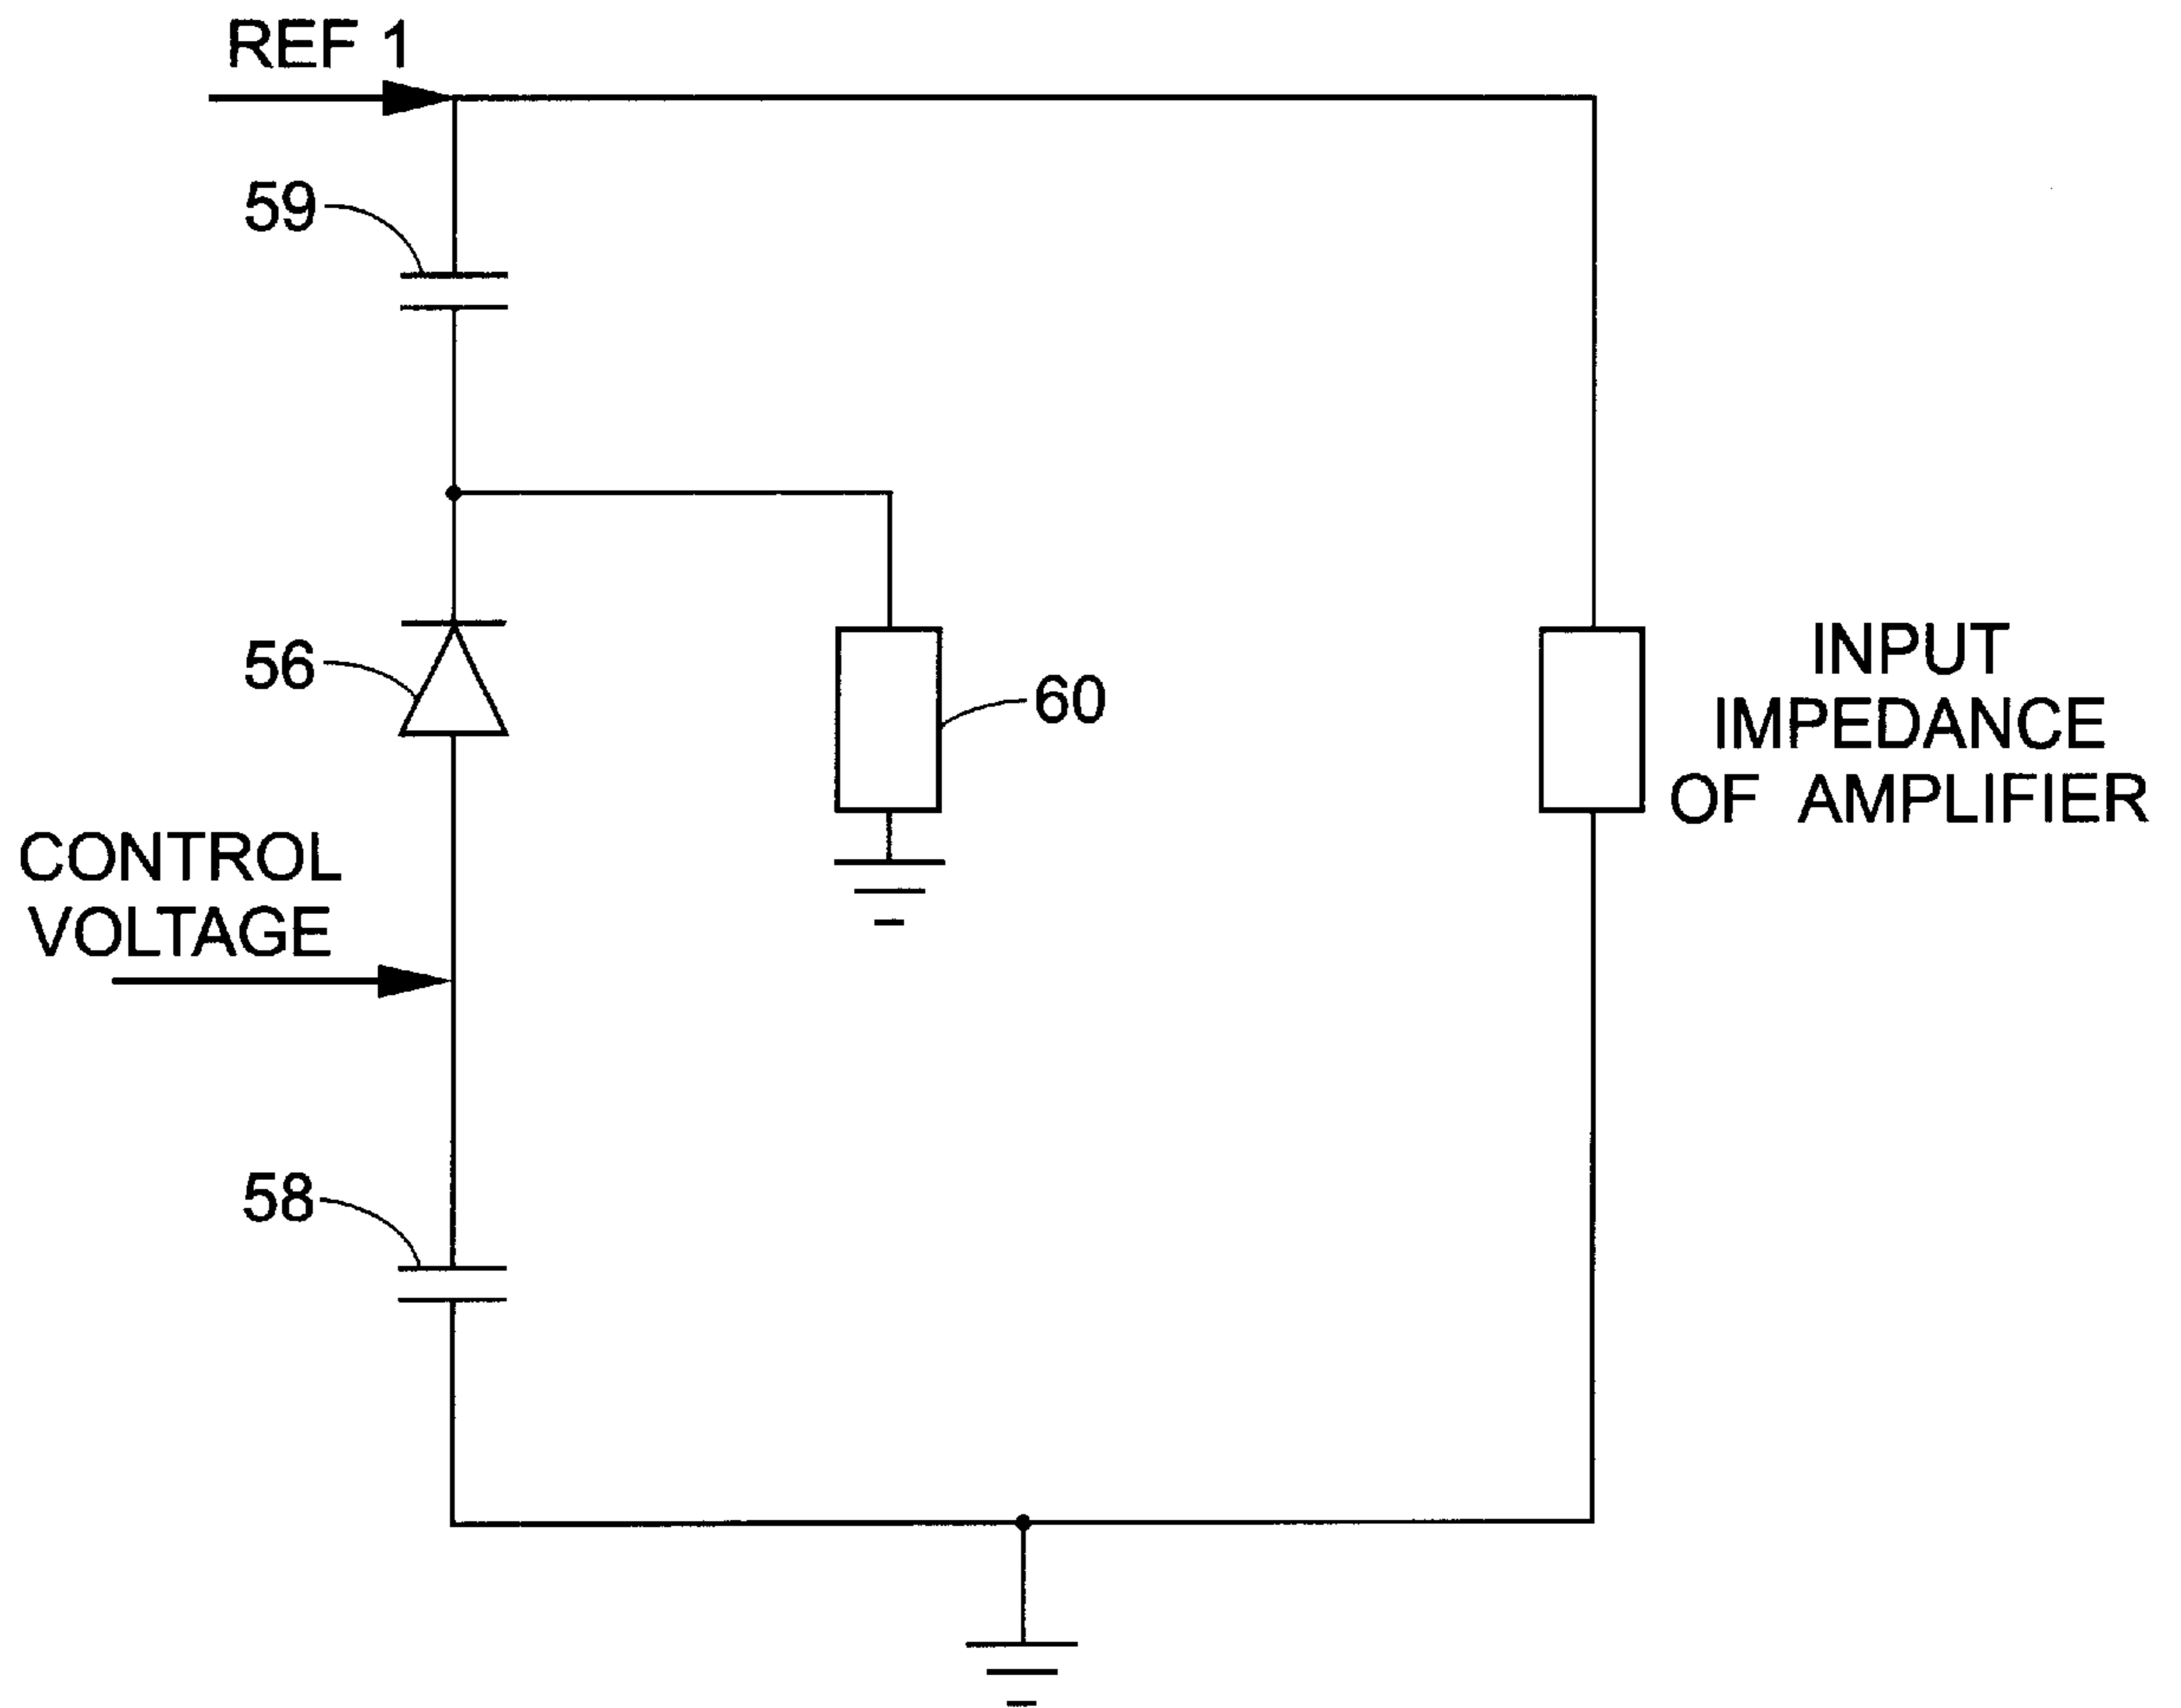 REF 1
59
56
60
INPUT
IMPEDANCE
OF AMPLIFIER
CONTROL
VOLTAGE
58